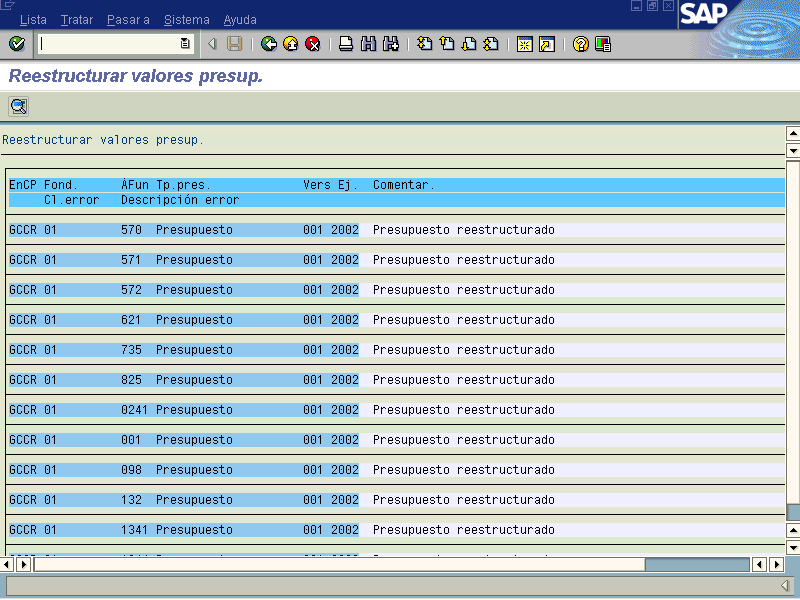 Lista Tratar Pasar a Sistema Ayuda
SAP
Reestructurar valores presup.
Reestructurar valores presup.
EnCP Fond. ÁFun Tp.pres. Vers Ej. Comentar.
Cl.error Descripción error
GCCR 01 570 Presupuesto 001 2002 Presupuesto reestructurado
GCCR 01 571 Presupuesto 001 2002 Presupuesto reestructurado
GCCR 01 572 Presupuesto 001 2002 Presupuesto reestructurado
GCCR 01 621 Presupuesto 001 2002 Presupuesto reestructurado
GCCR 01 735 Presupuesto 001 2002 Presupuesto reestructurado
GCCR 01 825 Presupuesto 001 2002 Presupuesto reestructurado
GCCR 01 0241 Presupuesto 001 2002 Presupuesto reestructurado
GCCR 01 001 Presupuesto 001 2002 Presupuesto reestructurado
GCCR 01 098 Presupuesto 001 2002 Presupuesto reestructurado
GCCR 01 132 Presupuesto 001 2002 Presupuesto reestructurado
GCCR 01 1341 Presupuesto 001 2002 Presupuesto reestructurado